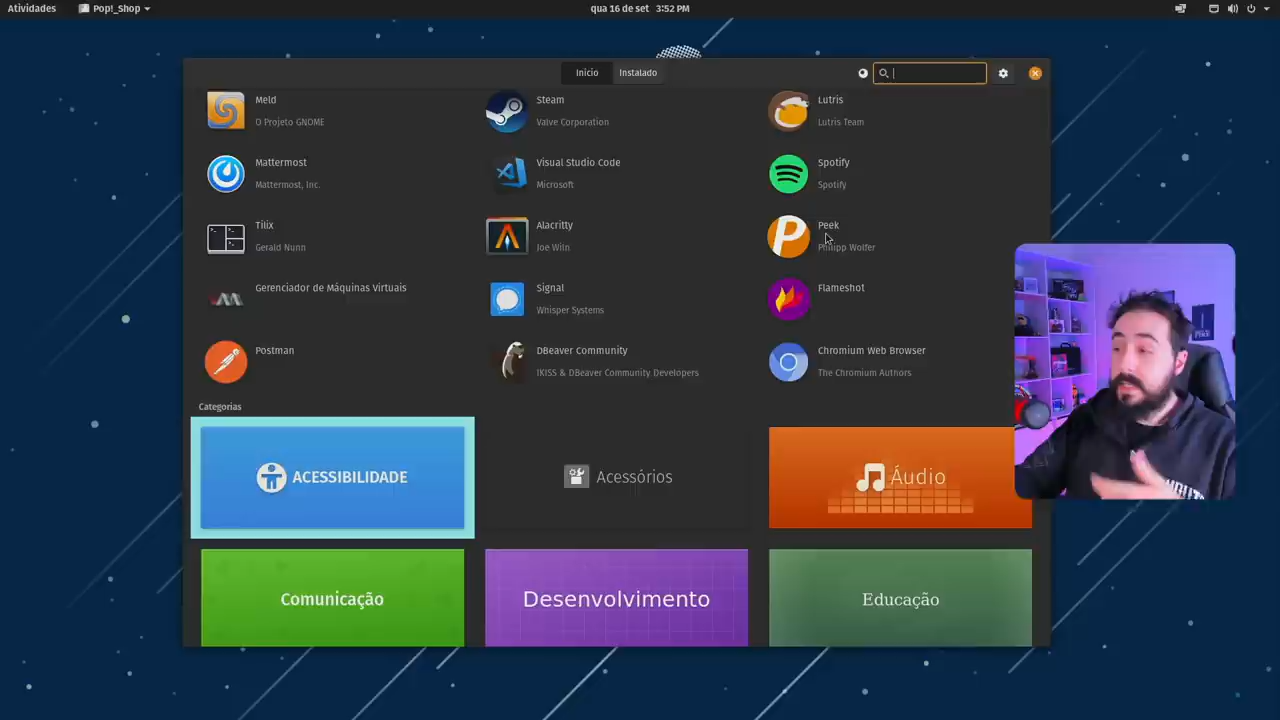 Atividades
Pop!_Shop
qua 16 de set 3:52 PM
Início
Instalado
Meld
O Projeto GNOME
Steam
Valve Corporation
Lutris
Lutris Team
Mattermost
Mattermost, Inc.
Visual Studio Code
Microsoft
Spotify
Spotify
Tilix
Gerald Nunn
Alacritty
Joe Wilm
Peek
Philipp Wolfer
Gerenciador de Máquinas Virtuais
Signal
Whisper Systems
Flameshot
Postman
DBeaver Community
!KISS & DBeaver Community Developers
Chromium Web Browser
The Chromium Authors
Categorias
ACESSIBILIDADE
Acessórios
Áudio
Comunicação
Desenvolvimento
Educação